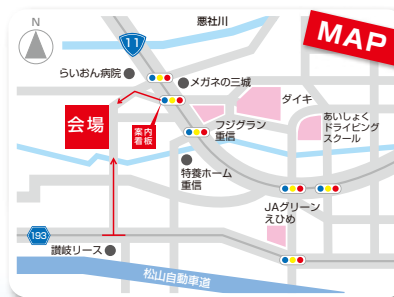 悪社川
MAP
N
11
らいおん病院
メガネの三城
ダイキ
会場
案内
看板
フジグラン
重信
あいしょく
ドライビング
スクール
特養ホーム
重信
JAグリーン
えひめ
193
讃岐リース
松山自動車道